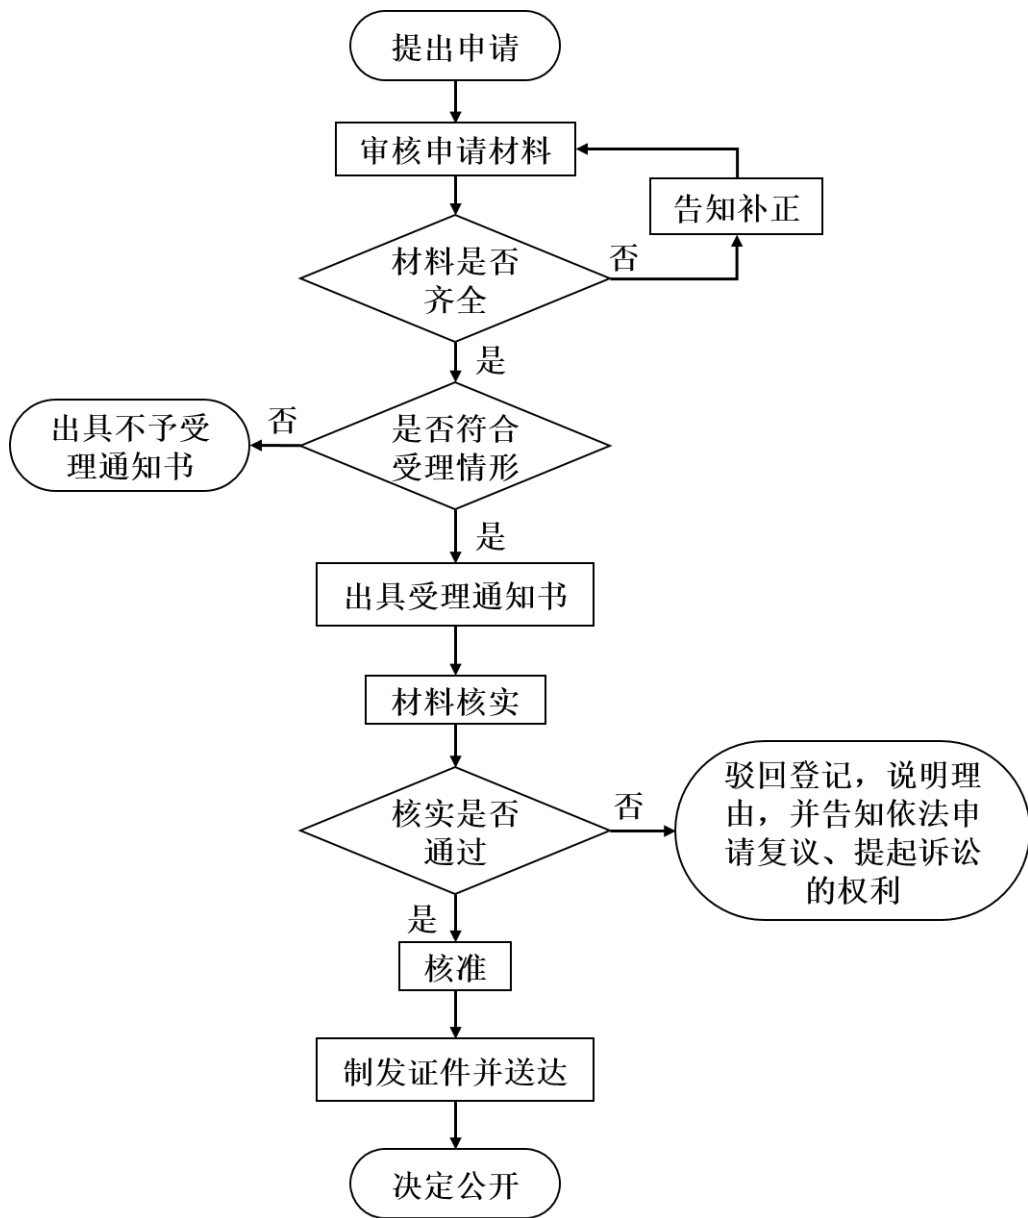 提出申请
审核申请材料
告知补正
材料是否
齐全
否
是
出具不予受
理通知书
否
是否符合
受理情形
是
出具受理通知书
材料核实
核实是否
通过
否
驳回登记，说明理
由，并告知依法申
请复议、提起诉讼
的权利
是
核准
制发证件并送达
决定公开